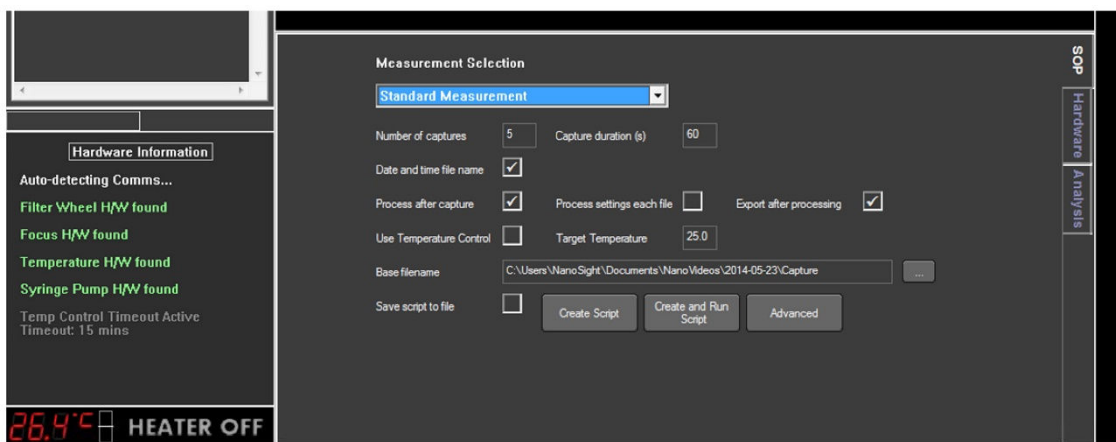 Measurement Selection
Standard Measurement
Number of captures 5 Capture duration (s) 60
Date and time file name
Process after capture Process settings each file Export after processing
Use Temperature Control Target Temperature 25.0
Base filename C:\Users\NanoSight\Documents\NanoVideos\2014-05-23\Capture ...
Save script to file Create Script Create and Run Script Advanced
SOP
Hardware
Analysis
Hardware Information
Auto-detecting Comms...
Filter Wheel H/W found
Focus H/W found
Temperature H/W found
Syringe Pump H/W found
Temp Control Timeout Active
Timeout: 15 mins
26.4°C HEATER OFF